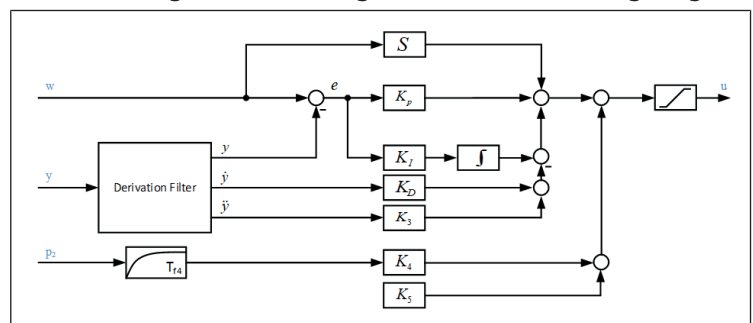 S
w
e
u
K_p
y
K_I
∫
y
Derivation Filter
ẏ
K_D
ÿ
K_3
p₂
T_f4
K_4
K_5